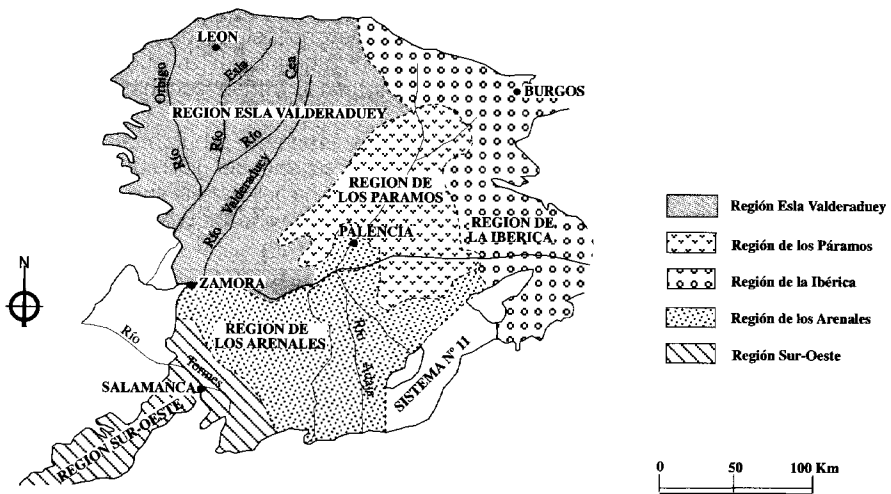 LEON
Orbigo
Esla
Cea
BURGOS
REGION ESLA VALDERADUEY
Río
Río
Río
REGION DE
LOS PARAMOS
Río Valderaduey
REGION DE
LA IBERICA
PALENCIA
ZAMORA
N
Río
REGION DE
LOS ARENALES
Río
Adaja
Tormes
SALAMANCA
SISTEMA Nº 11
REGION SUR-OESTE
Región Esla Valderaduey
Región de los Páramos
Región de la Ibérica
Región de los Arenales
Región Sur-Oeste
0 50 100 Km